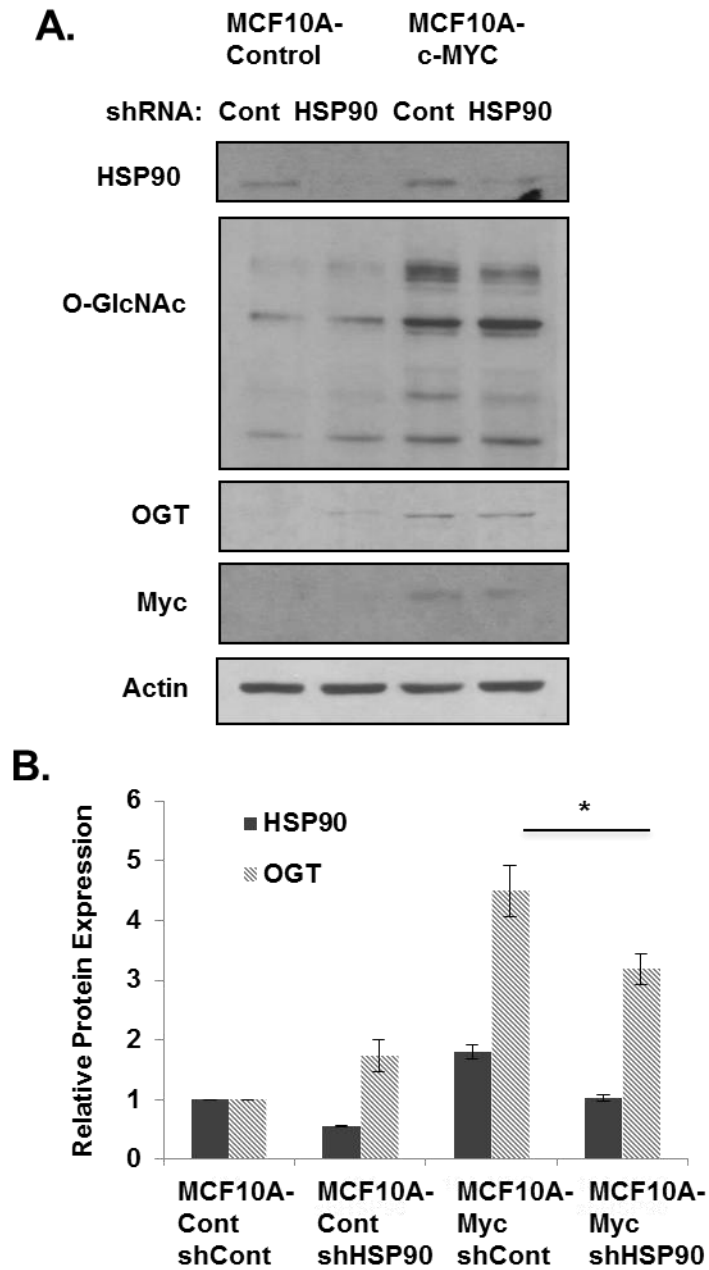 A.
MCF10A-
Control
MCF10A-
c-MYC
shRNA: Cont HSP90 Cont HSP90
HSP90
O-GlcNAc
OGT
Myc
Actin
B.
Relative Protein Expression
6
5
4
3
2
1
0
HSP90
OGT
*
MCF10A-
Cont
shCont
MCF10A-
Cont
shHSP90
MCF10A-
Myc
shCont
MCF10A-
Myc
shHSP90